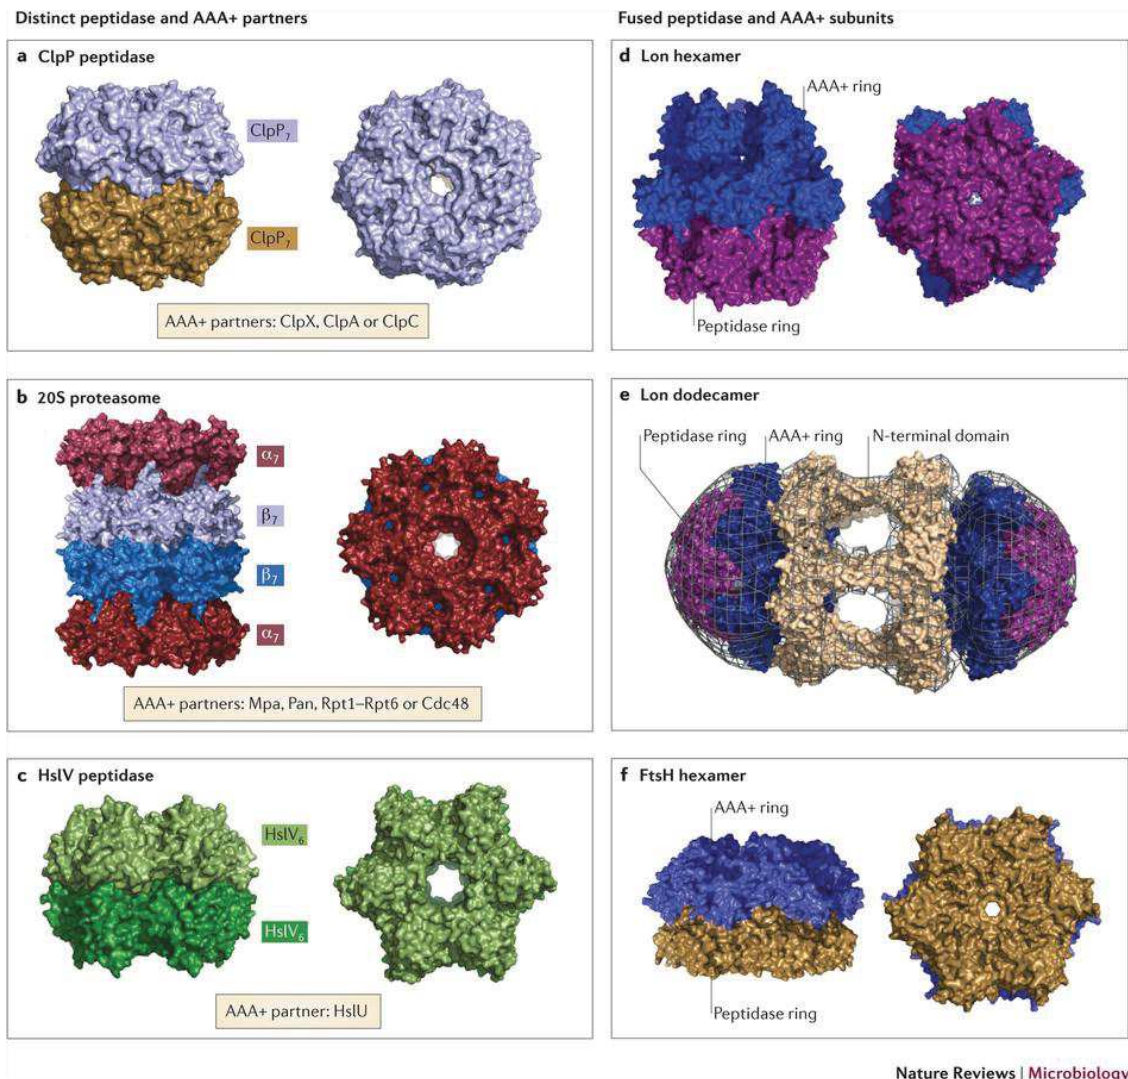 Distinct peptidase and AAA+ partners
a ClpP peptidase
ClpP₇
ClpP₇
AAA+ partners: ClpX, ClpA or ClpC
b 20S proteasome
α₇
β₇
β₇
α₇
AAA+ partners: Mpa, Pan, Rpt1–Rpt6 or Cdc48
c HslV peptidase
HslV₆
HslV₆
AAA+ partner: HslU
Fused peptidase and AAA+ subunits
d Lon hexamer
AAA+ ring
Peptidase ring
e Lon dodecamer
Peptidase ring
AAA+ ring
N-terminal domain
f FtsH hexamer
AAA+ ring
Peptidase ring
Nature Reviews | Microbiology